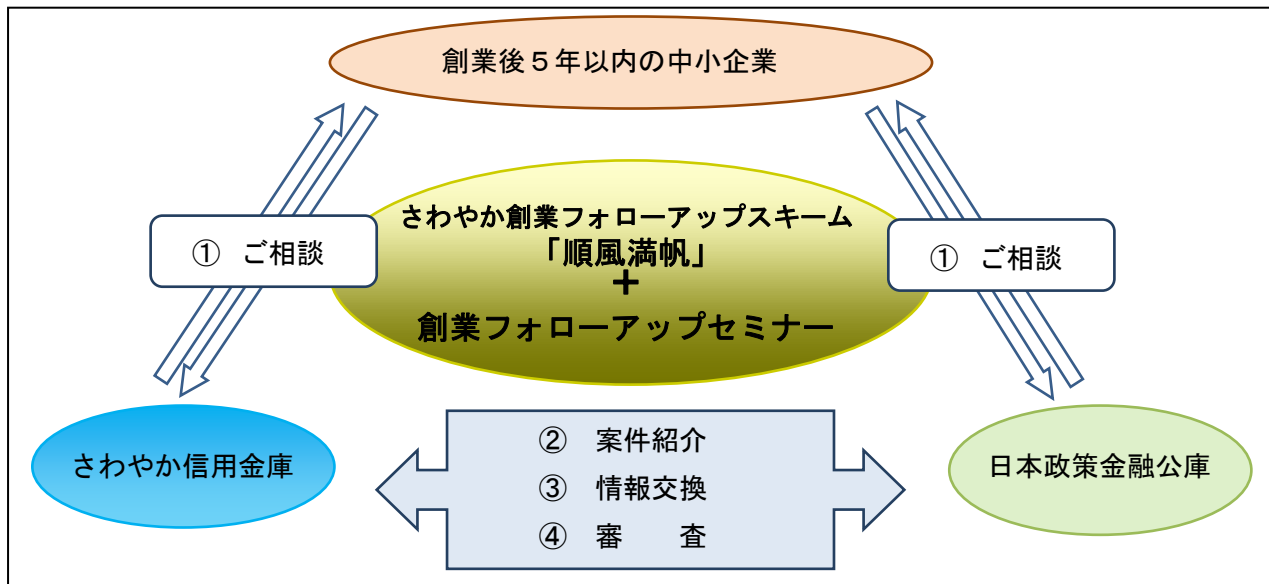 創業後５年以内の中小企業
さわやか創業フォローアップスキーム
「順風満帆」
＋
創業フォローアップセミナー
①　ご相談
①　ご相談
さわやか信用金庫
②　案件紹介
③　情報交換
④　審　　査
日本政策金融公庫